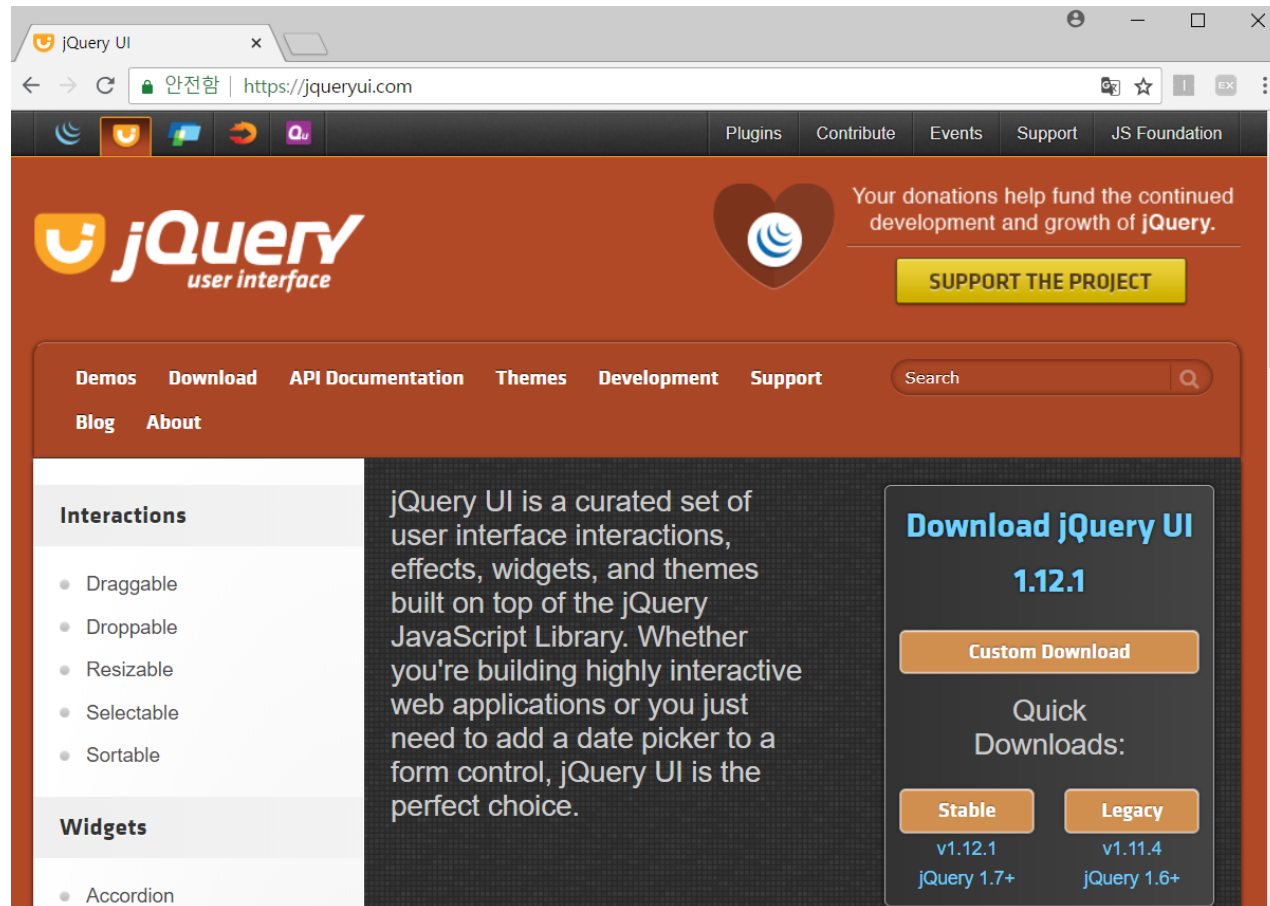 jQuery UI
안전함 | https://jqueryui.com
EX
Qu
Plugins Contribute Events Support JS Foundation
jQuery
user interface
Your donations help fund the continued
development and growth of jQuery.
SUPPORT THE PROJECT
Demos Download API Documentation Themes Development Support
Search
Blog About
Interactions
Draggable
Droppable
Resizable
Selectable
Sortable
Widgets
Accordion
jQuery UI is a curated set of
user interface interactions,
effects, widgets, and themes
built on top of the jQuery
JavaScript Library. Whether
you're building highly interactive
web applications or you just
need to add a date picker to a
form control, jQuery UI is the
perfect choice.
Download jQuery UI
1.12.1
Custom Download
Quick
Downloads:
Stable Legacy
v1.12.1 v1.11.4
jQuery 1.7+ jQuery 1.6+